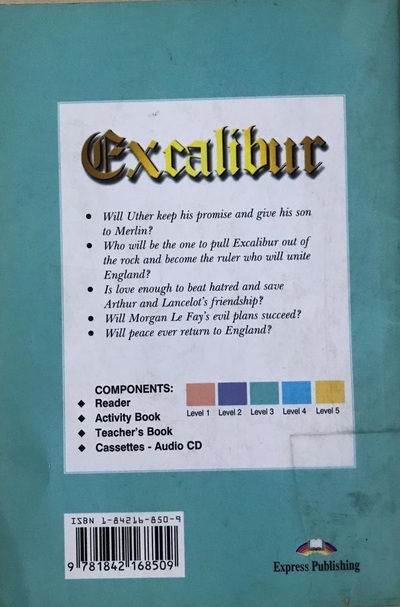 Excalibur
• Will Uther keep his promise and give his son
to Merlin?
• Who will be the one to pull Excalibur out of
the rock and become the ruler who will unite
England?
• Is love enough to beat hatred and save
Arthur and Lancelot's friendship?
• Will Morgan Le Fay's evil plans succeed?
• Will peace ever return to England?
COMPONENTS:
◆ Reader
◆ Activity Book
◆ Teacher's Book
◆ Cassettes - Audio CD
Level 1 Level 2 Level 3 Level 4 Level 5
ISBN 1-84216-850-9
9 781842 168509
Express Publishing